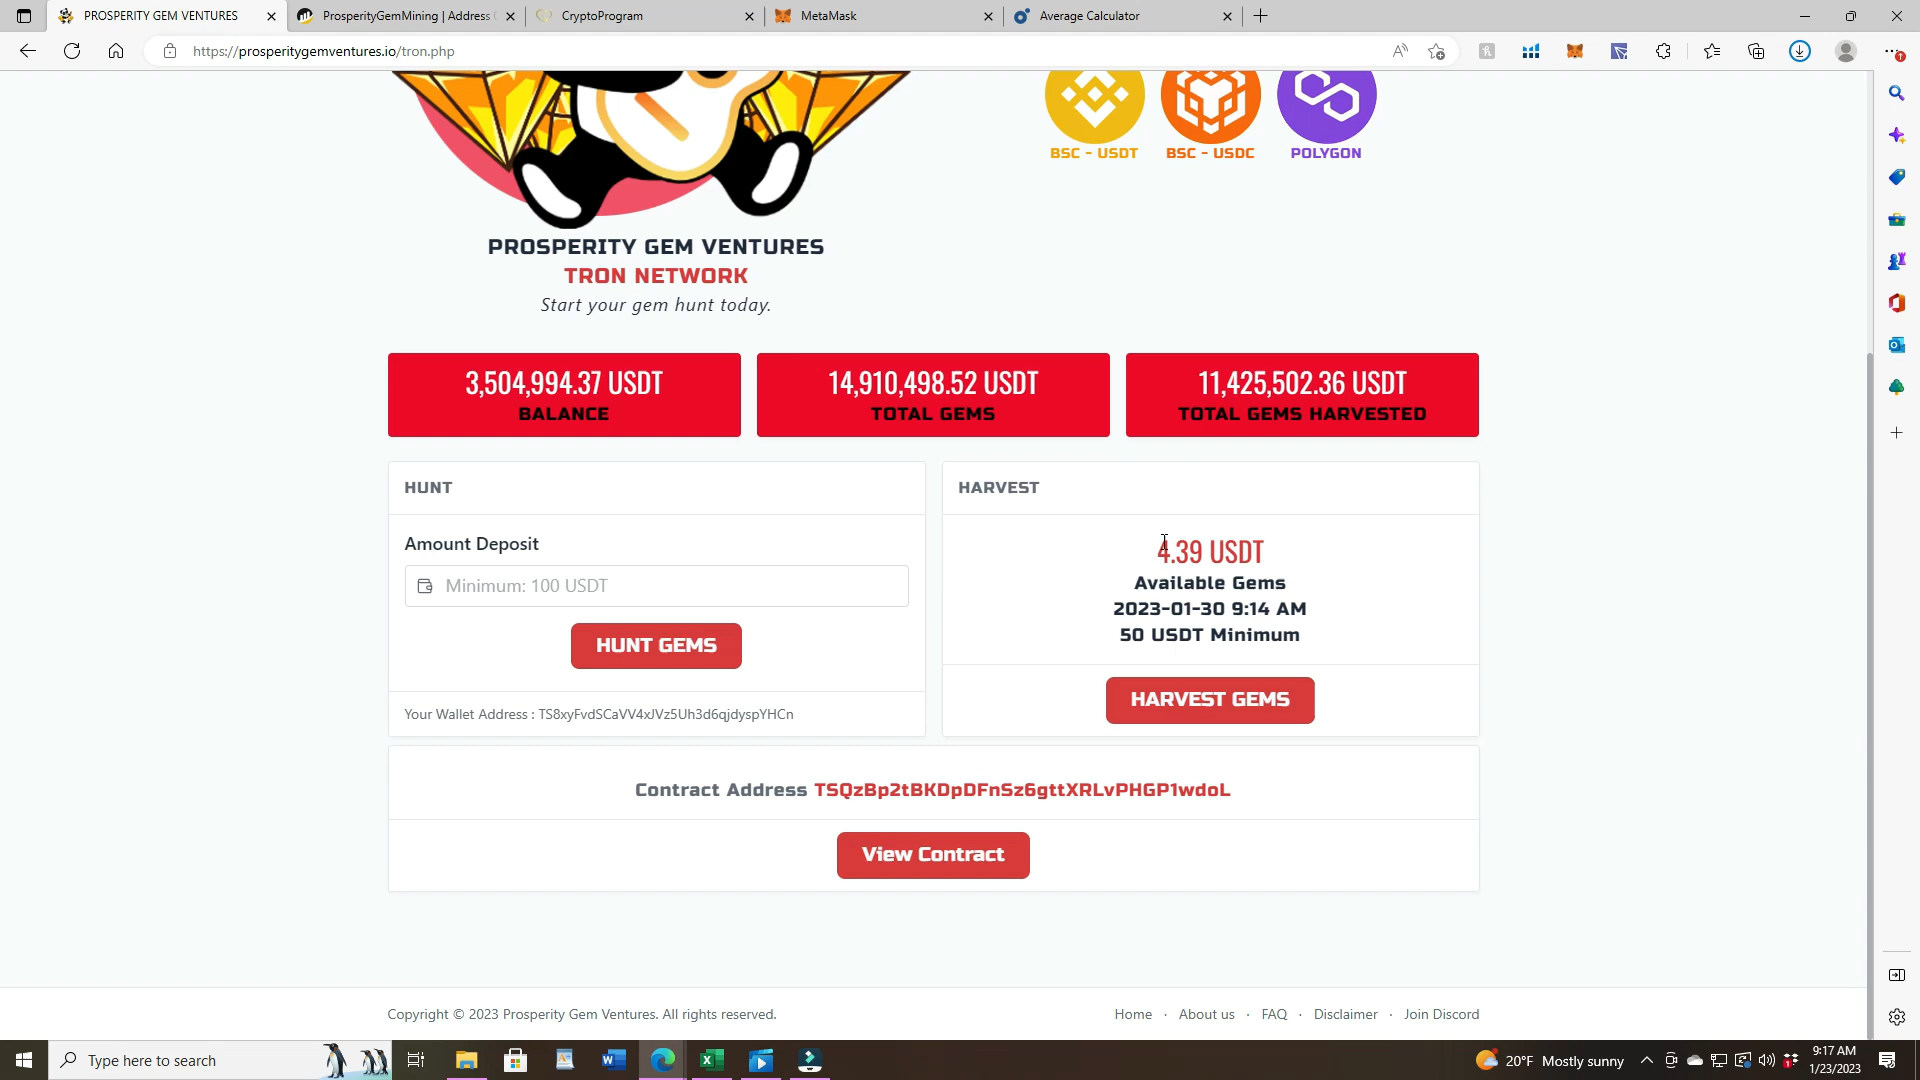 PROSPERITY GEM VENTURES
ProsperityGemMining | Address
CryptoProgram
MetaMask
Average Calculator
https://prosperitygemventures.io/tron.php
BSC - USDT
BSC - USDC
POLYGON
PROSPERITY GEM VENTURES
TRON NETWORK
Start your gem hunt today.
3,504,994.37 USDT
BALANCE
14,910,498.52 USDT
TOTAL GEMS
11,425,502.36 USDT
TOTAL GEMS HARVESTED
HUNT
Amount Deposit
Minimum: 100 USDT
HUNT GEMS
Your Wallet Address : TS8xyFvdSCaVV4xJVz5Uh3d6qjdyspYHCn
HARVEST
4.39 USDT
Available Gems
2023-01-30 9:14 AM
50 USDT Minimum
HARVEST GEMS
Contract Address TSQzBp2tBKDpDFnSz6gttXRLvPHGP1wdoL
View Contract
Copyright © 2023 Prosperity Gem Ventures. All rights reserved.
Home · About us · FAQ · Disclaimer · Join Discord
Type here to search
20°F Mostly sunny
9:17 AM
1/23/2023